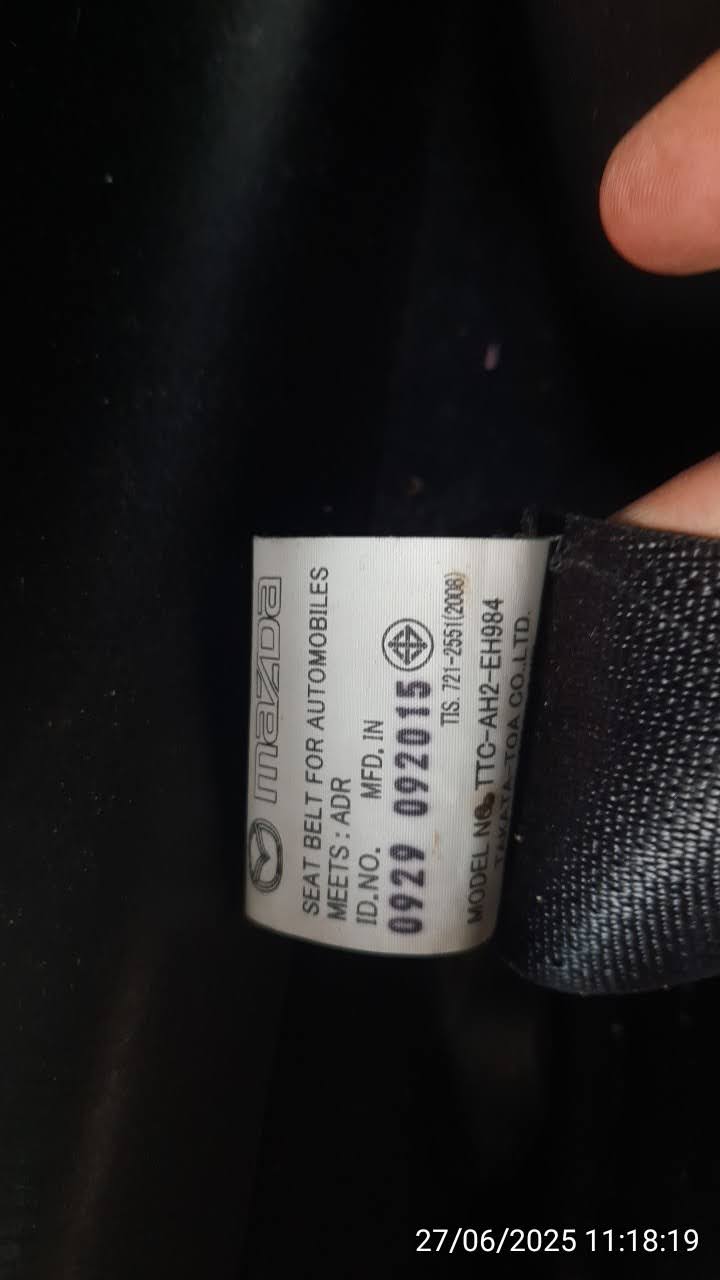 mazda
SEAT BELT FOR AUTOMOBILES
MEETS : ADR
ID.NO. MFD. IN
0929 092015
TIS. 721-2551(2008)
MODEL NO. TTC-AH2-EH984
TAKATA-TOA CO.,LTD.
27/06/2025 11:18:19